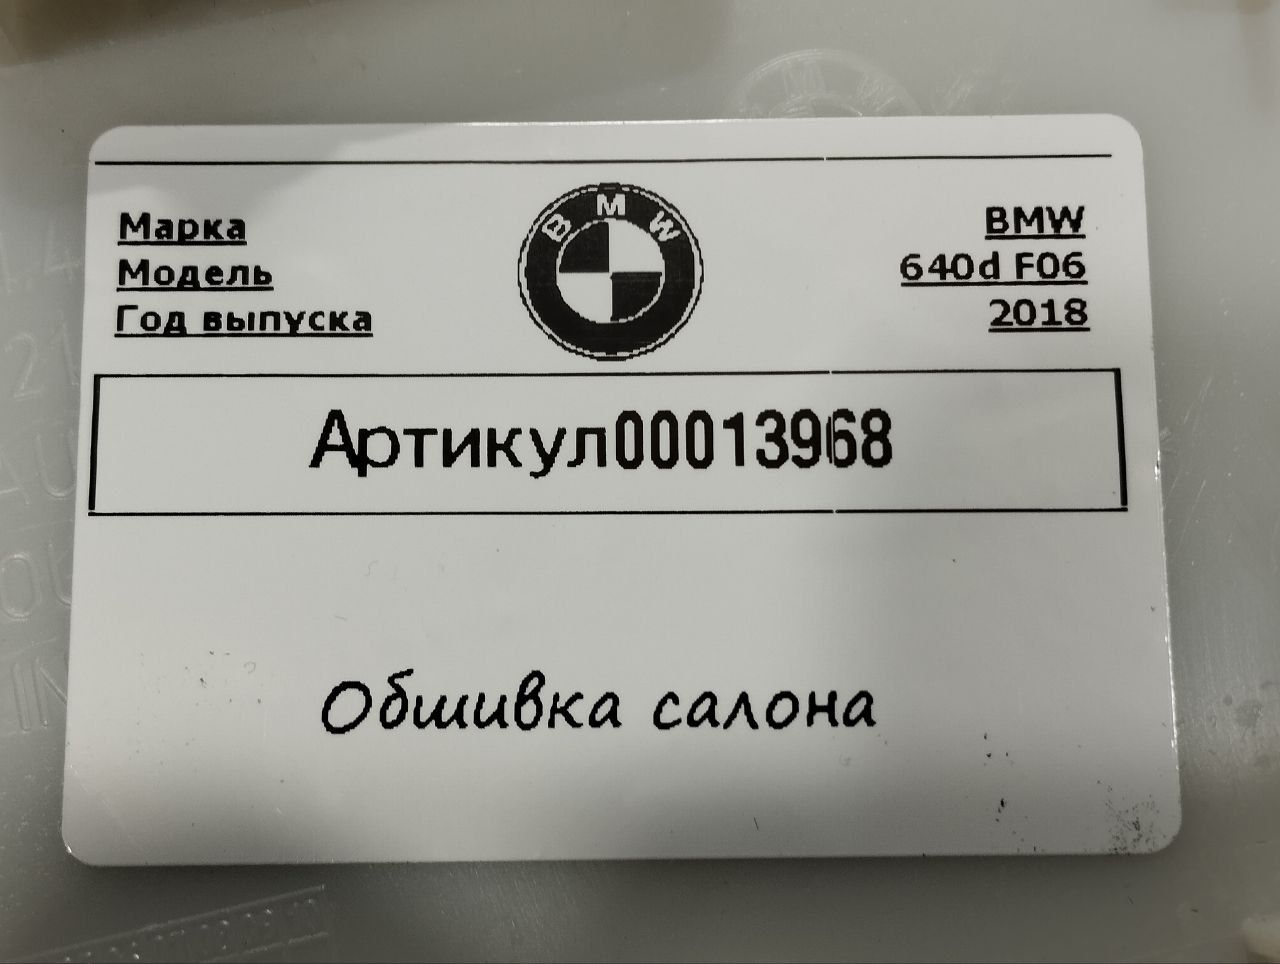 Марка BMW
Модель 640d F06
Год выпуска 2018
BMW
Артикул00013968
Обшивка салона